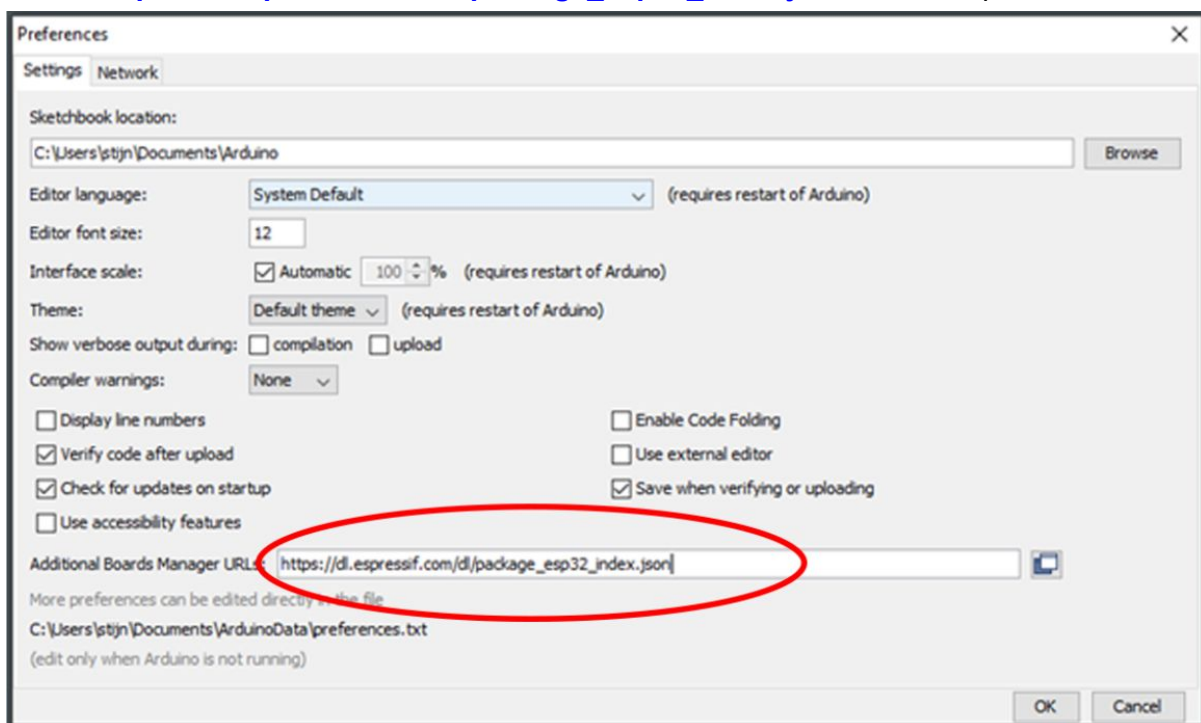 Preferences
Settings Network
Sketchbook location:
C:\Users\stijn\Documents\Arduino Browse
Editor language: System Default (requires restart of Arduino)
Editor font size: 12
Interface scale: Automatic 100 % (requires restart of Arduino)
Theme: Default theme (requires restart of Arduino)
Show verbose output during: compilation upload
Compiler warnings: None
Display line numbers Enable Code Folding
Verify code after upload Use external editor
Check for updates on startup Save when verifying or uploading
Use accessibility features
Additional Boards Manager URLs: https://dl.espressif.com/dl/package_esp32_index.json
More preferences can be edited directly in the file
C:\Users\stijn\Documents\ArduinoData\preferences.txt
(edit only when Arduino is not running)
OK Cancel